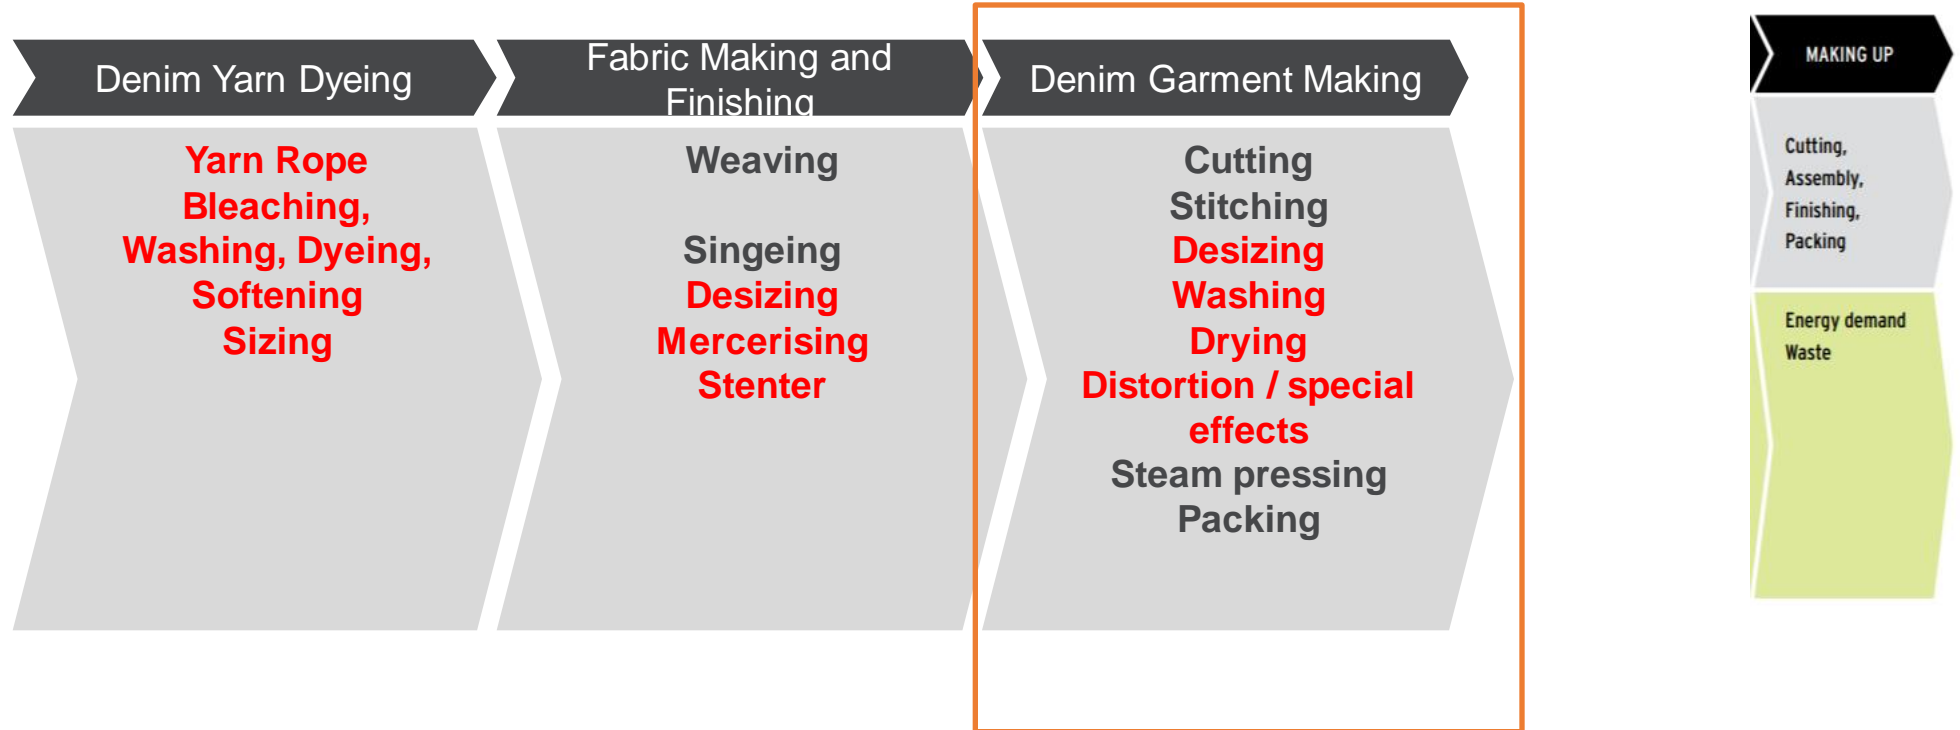 Denim Yarn Dyeing
Yarn Rope
Bleaching,
Washing, Dyeing,
Softening
Sizing
Fabric Making and
Finishing
Weaving
Singeing
Desizing
Mercerising
Stenter
Denim Garment Making
Cutting
Stitching
Desizing
Washing
Drying
Distortion / special
effects
Steam pressing
Packing
MAKING UP
Cutting,
Assembly,
Finishing,
Packing
Energy demand
Waste